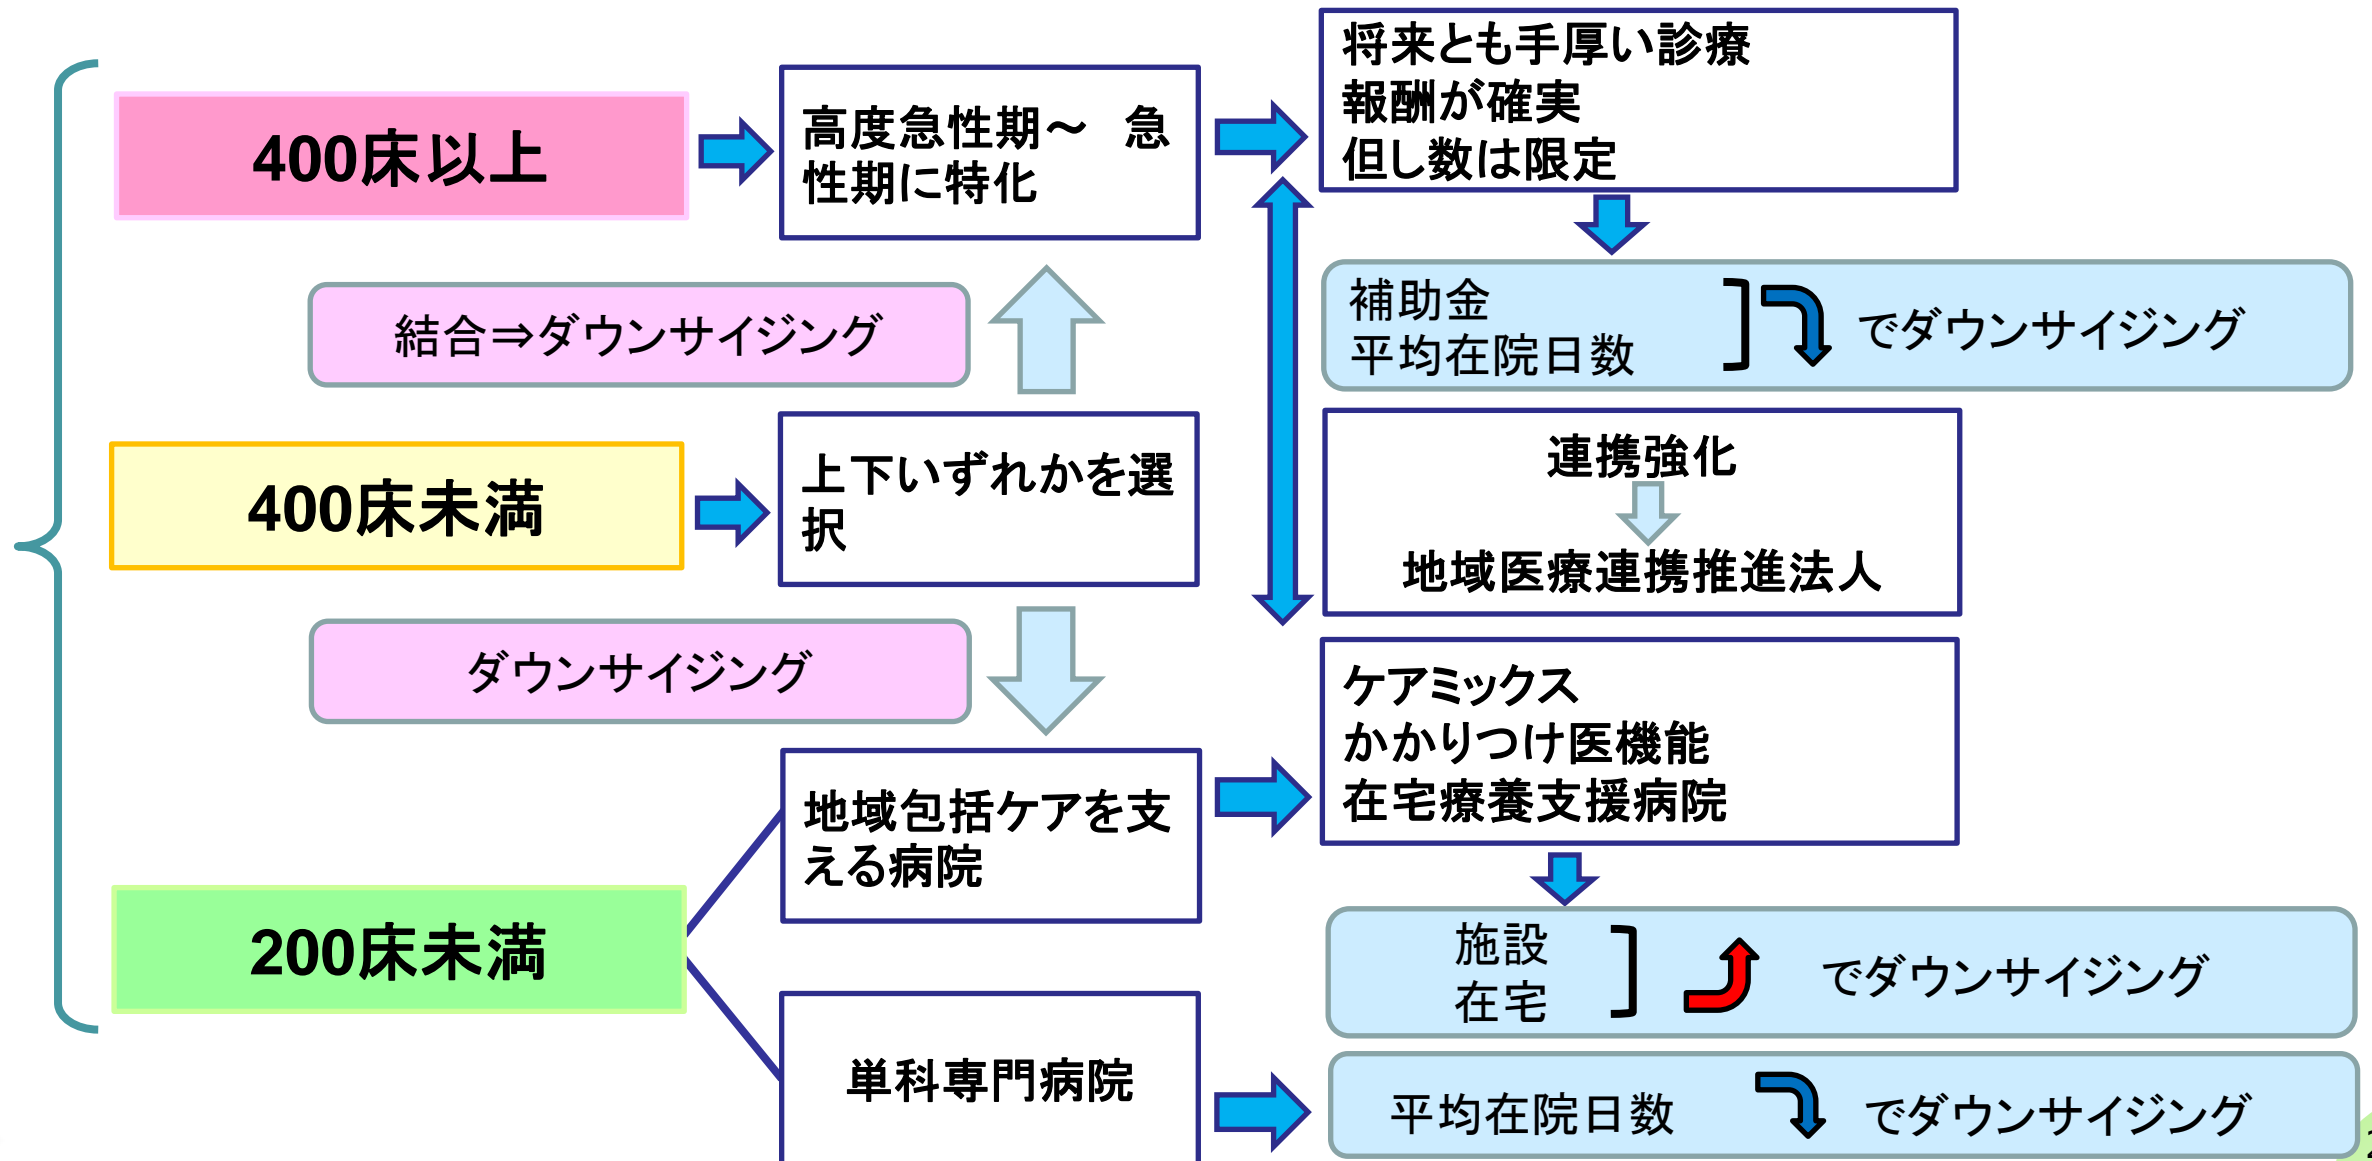 400床以上
高度急性期～　急
性期に特化
将来とも手厚い診療
報酬が確実
但し数は限定
結合⇒ダウンサイジング
補助金
平均在院日数
でダウンサイジング
400床未満
上下いずれかを選
択
連携強化
地域医療連携推進法人
ダウンサイジング
地域包括ケアを支
える病院
ケアミックス
かかりつけ医機能
在宅療養支援病院
200床未満
施設
在宅
でダウンサイジング
単科専門病院
平均在院日数
でダウンサイジング